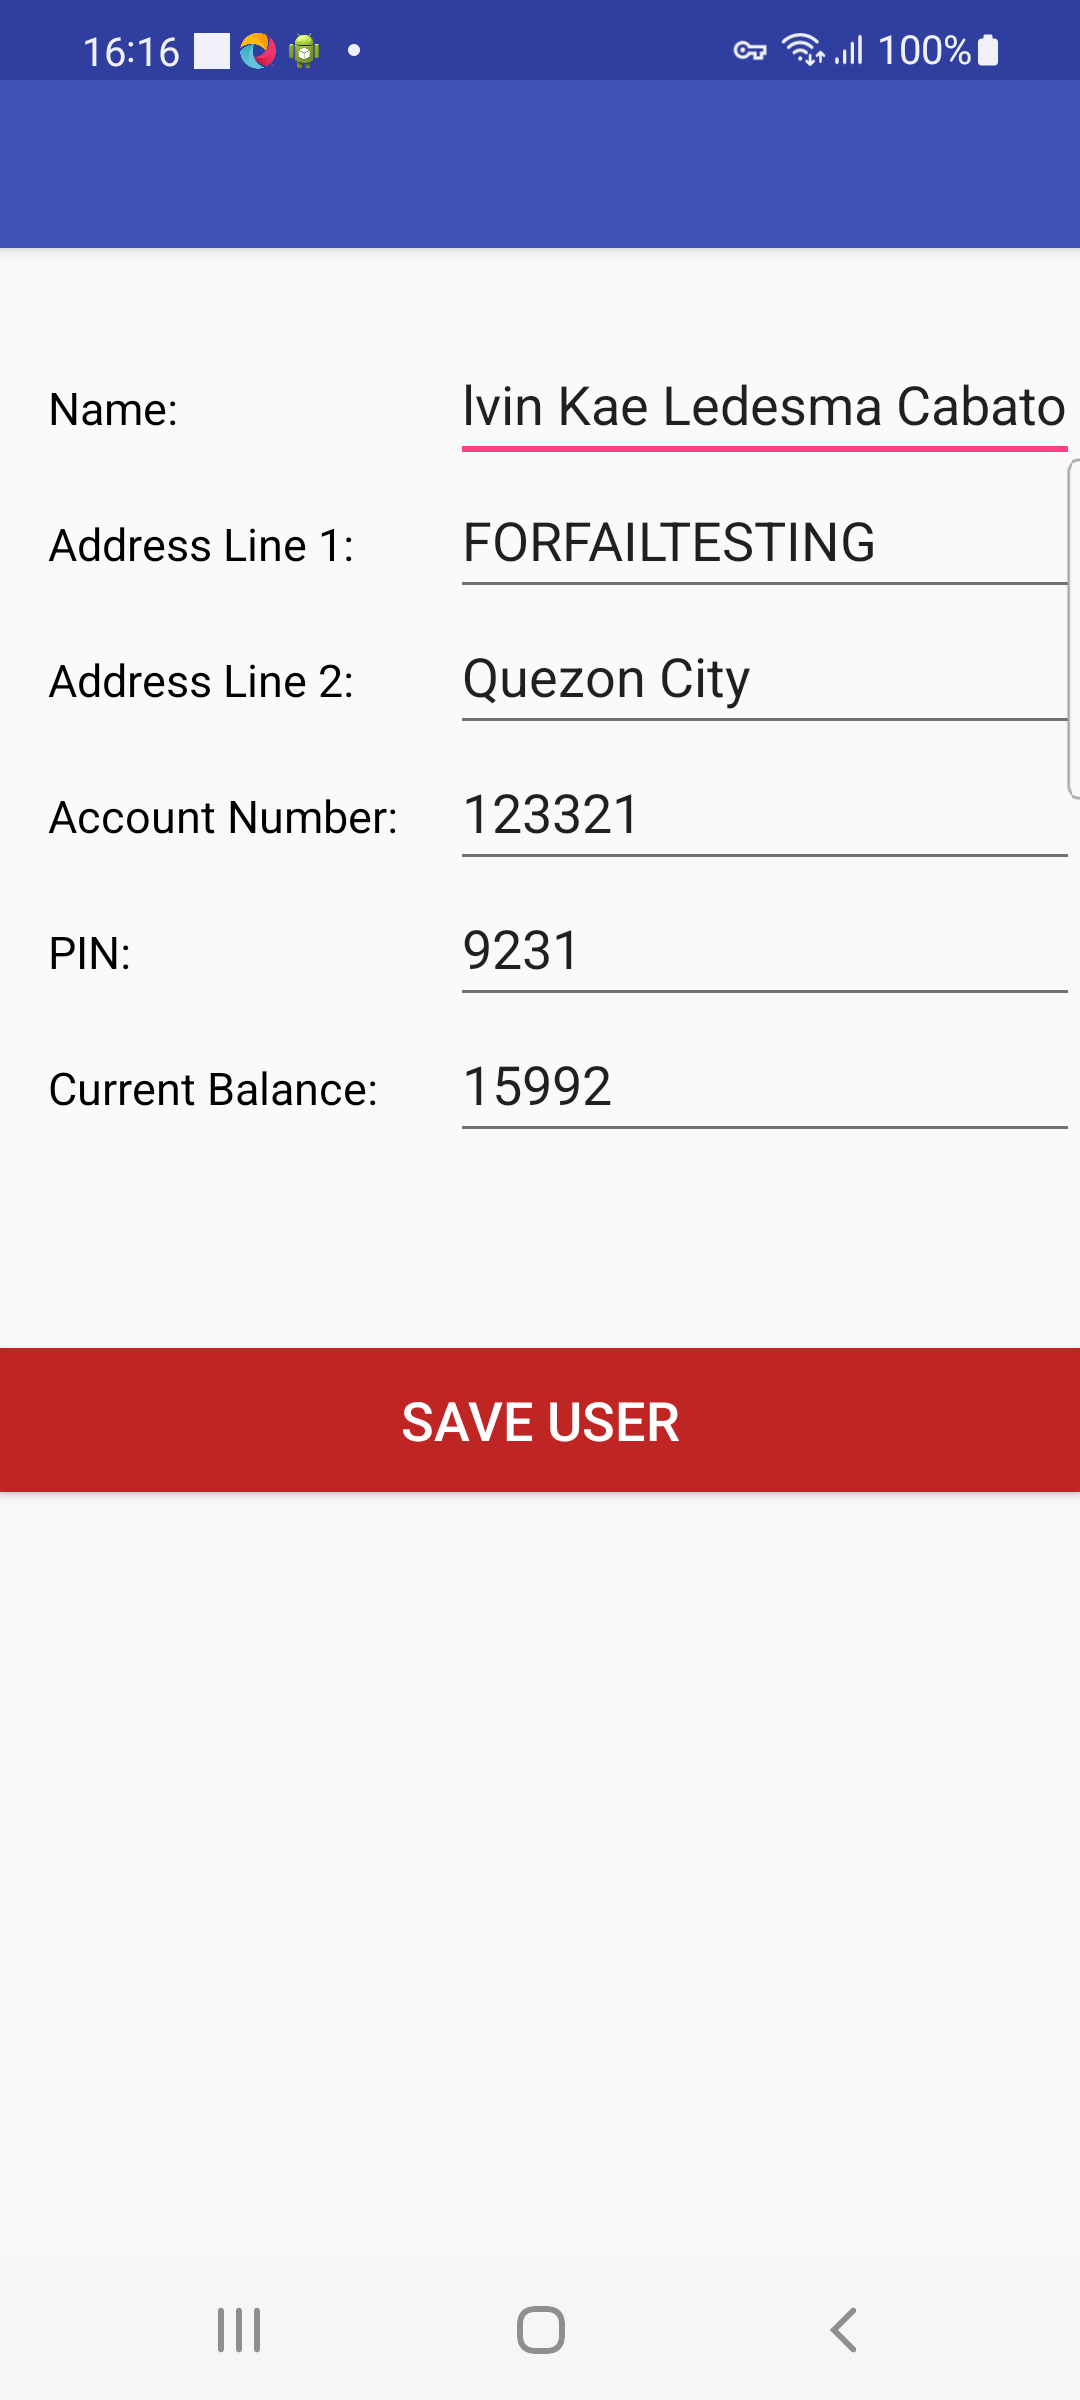 16:16 100%
Name: lvin Kae Ledesma Cabato
Address Line 1: FORFAILTESTING
Address Line 2: Quezon City
Account Number: 123321
PIN: 9231
Current Balance: 15992
SAVE USER